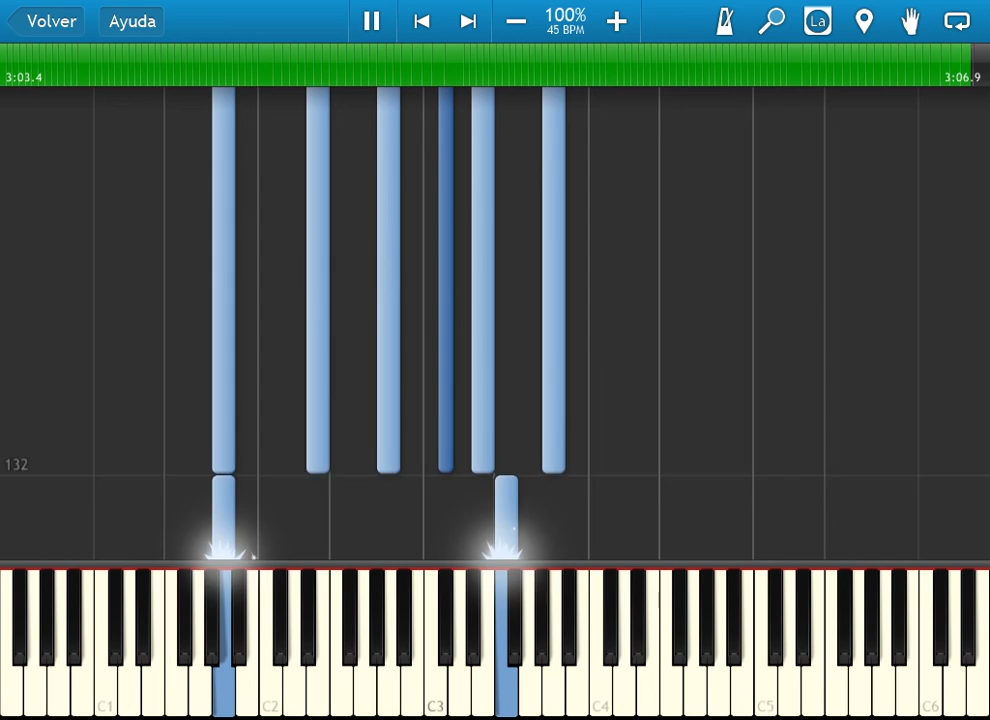 Volver
Ayuda
100%
45 BPM
La
3:03.4
3:06.9
132
C1
C2
C3
C4
C5
C6